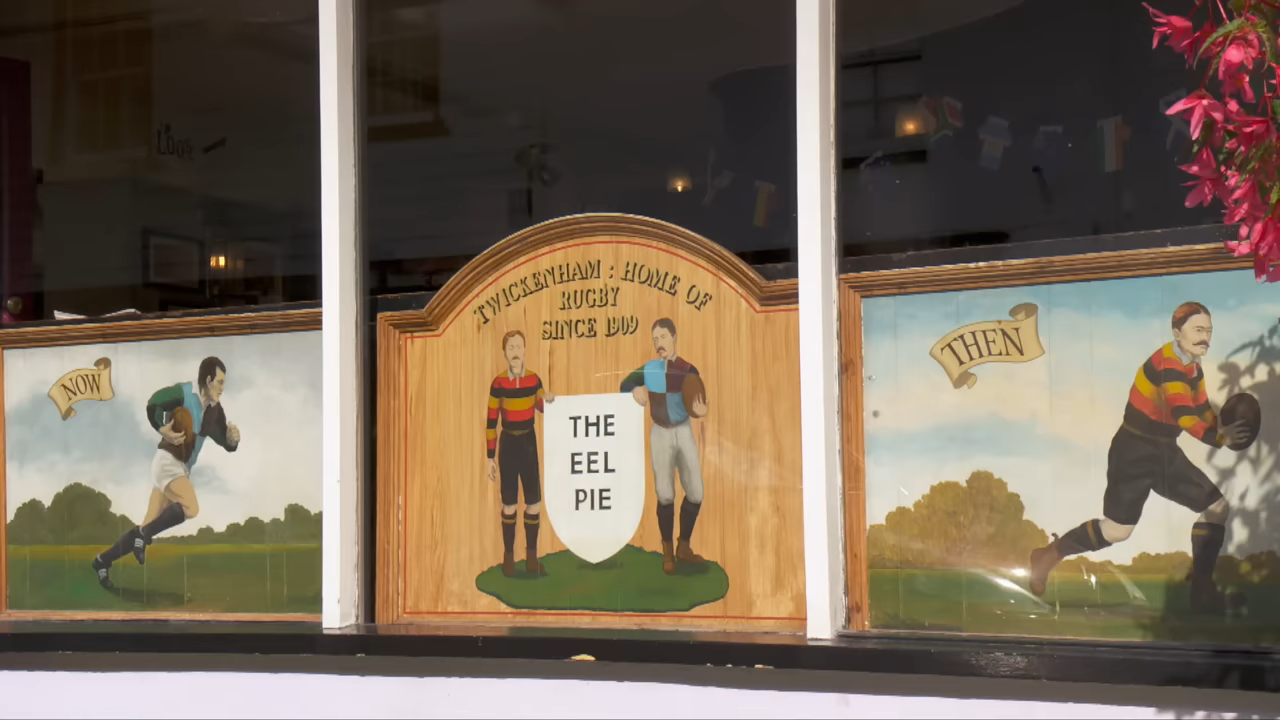 NOW
TWICKENHAM : HOME OF
RUGBY
SINCE 1909
THE
EEL
PIE
THEN